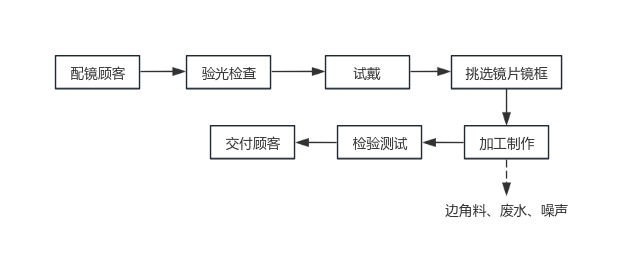 配镜顾客
验光检查
试戴
挑选镜片镜框
加工制作
检验测试
交付顾客
边角料、废水、噪声